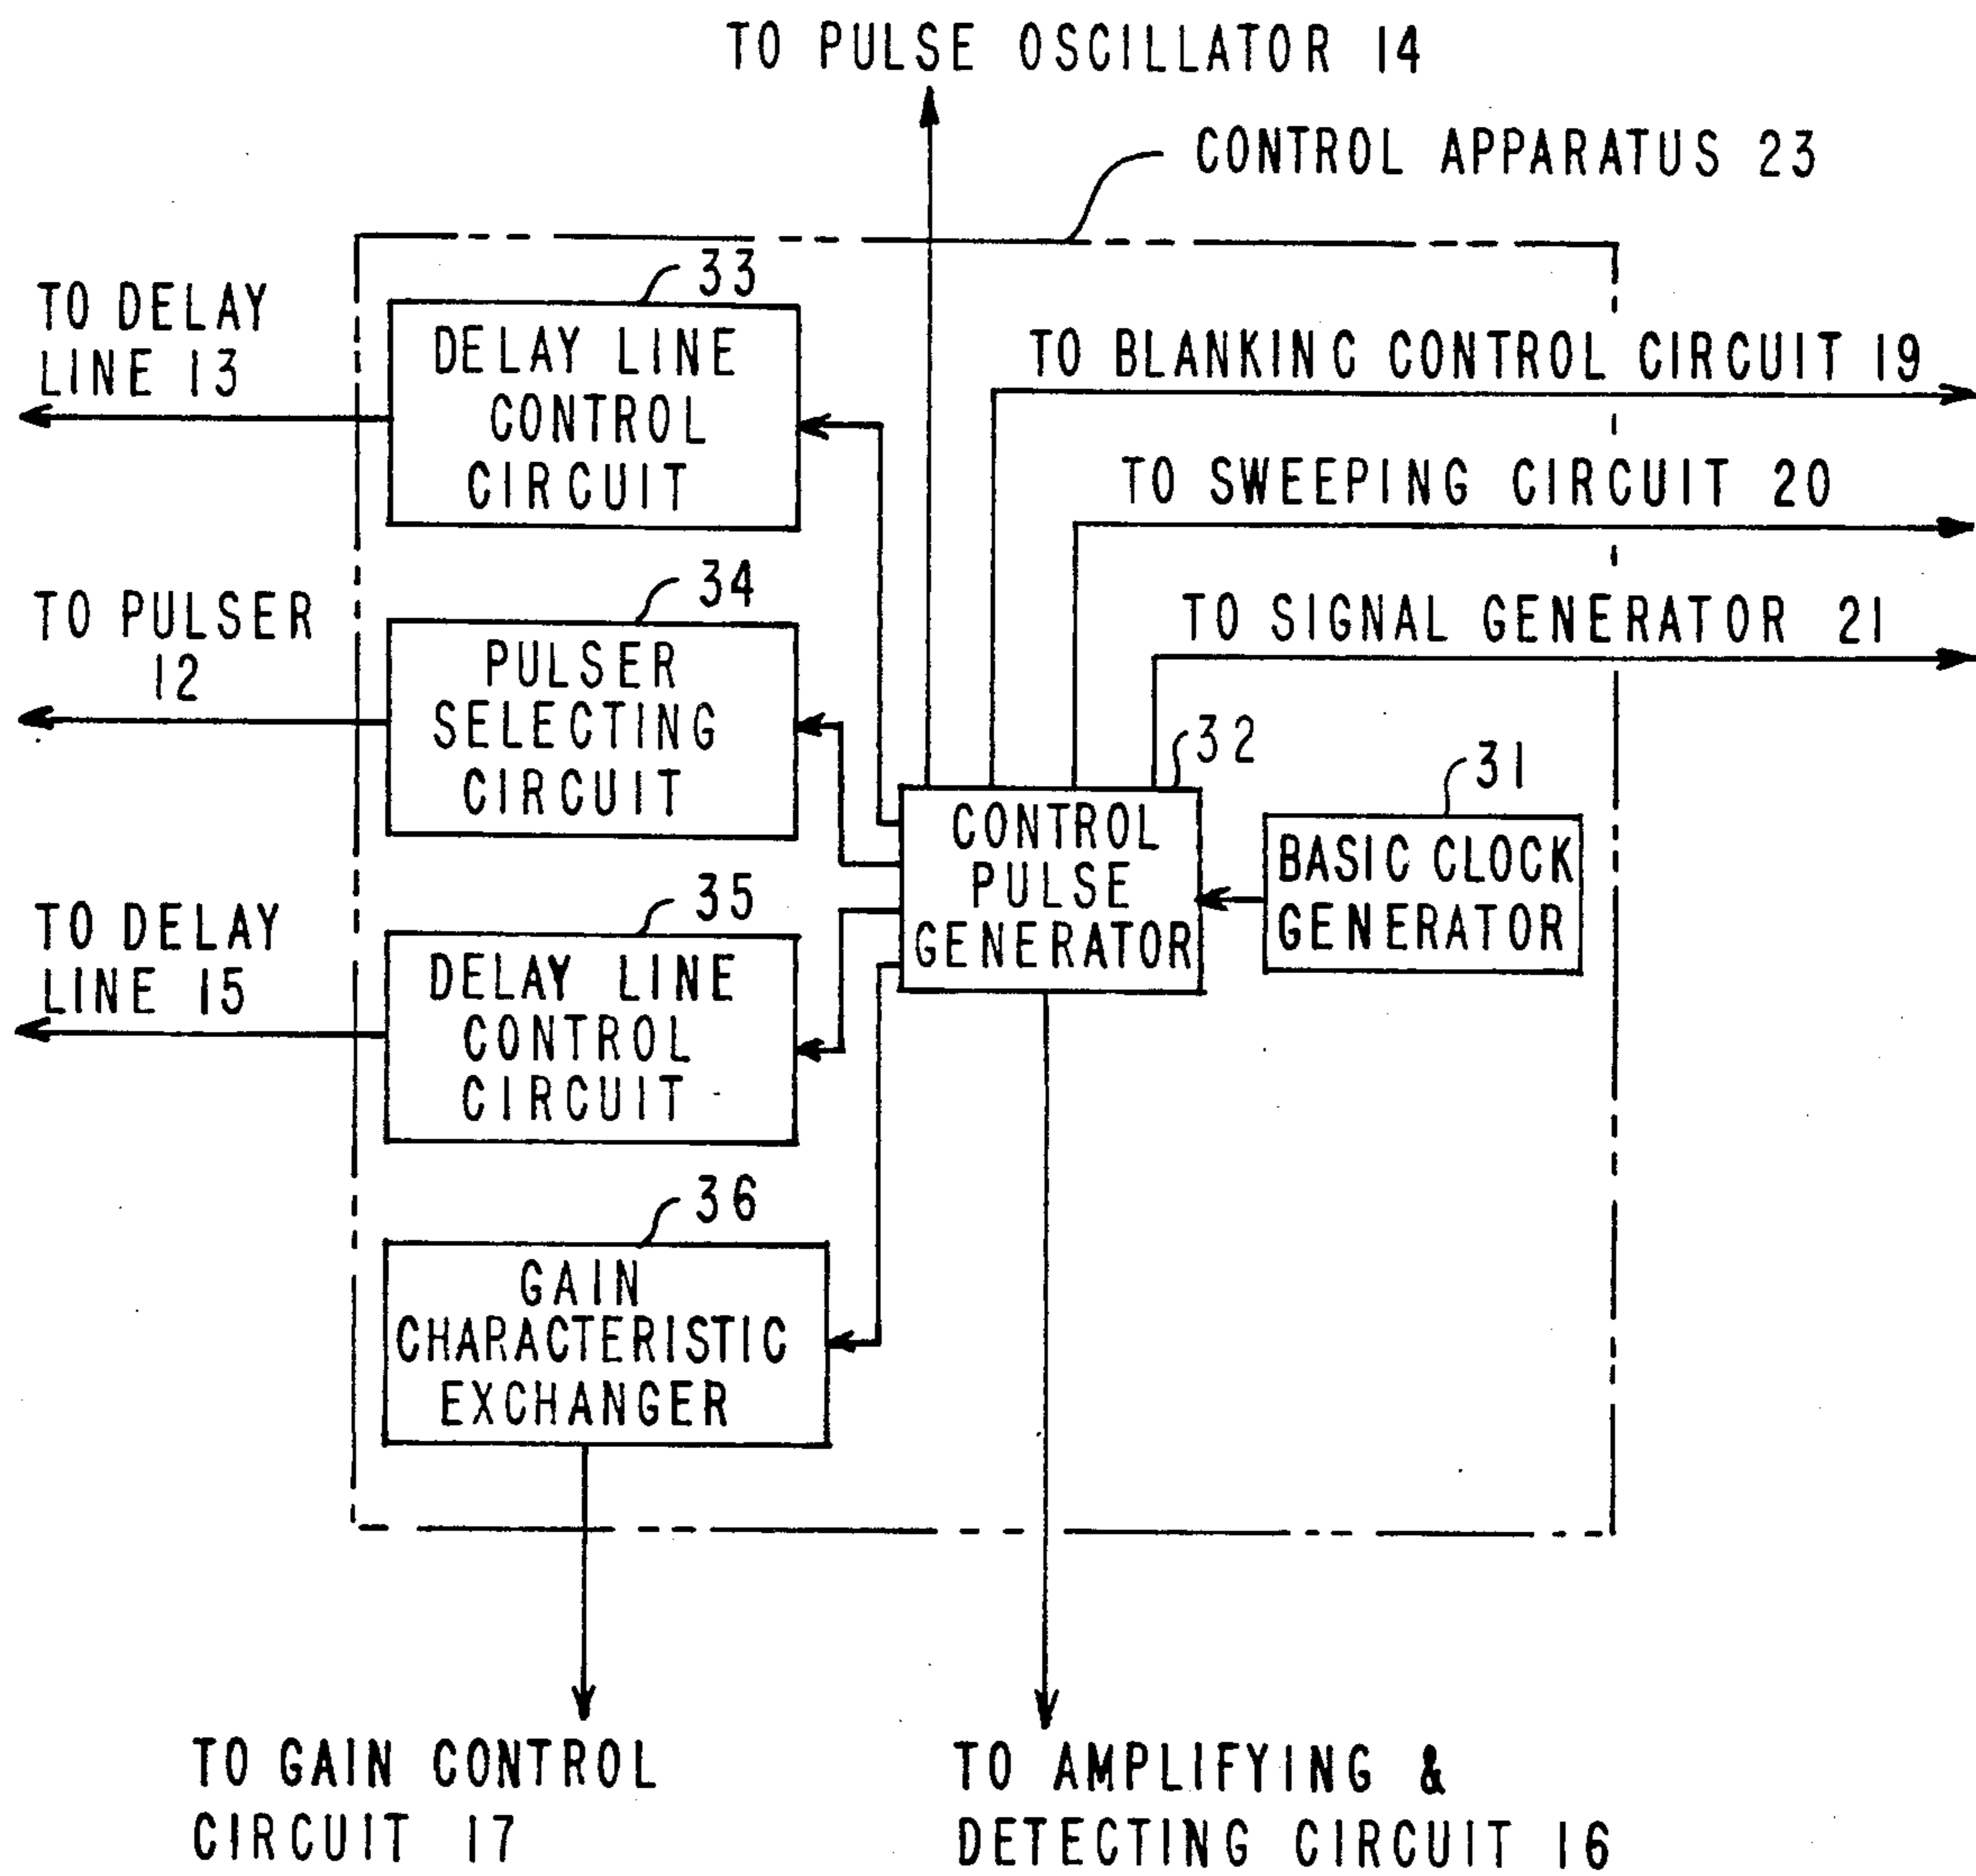 TO PULSE OSCILLATOR 14
CONTROL APPARATUS 23
33
TO DELAY
LINE 13
DELAY LINE
CONTROL
CIRCUIT
TO BLANKING CONTROL CIRCUIT 19
TO SWEEPING CIRCUIT 20
TO SIGNAL GENERATOR 21
34
TO PULSER
12
PULSER
SELECTING
CIRCUIT
32
CONTROL
PULSE
GENERATOR
31
BASIC CLOCK
GENERATOR
35
TO DELAY
LINE 15
DELAY LINE
CONTROL
CIRCUIT
36
GAIN
CHARACTERISTIC
EXCHANGER
TO GAIN CONTROL
CIRCUIT 17
TO AMPLIFYING &
DETECTING CIRCUIT 16